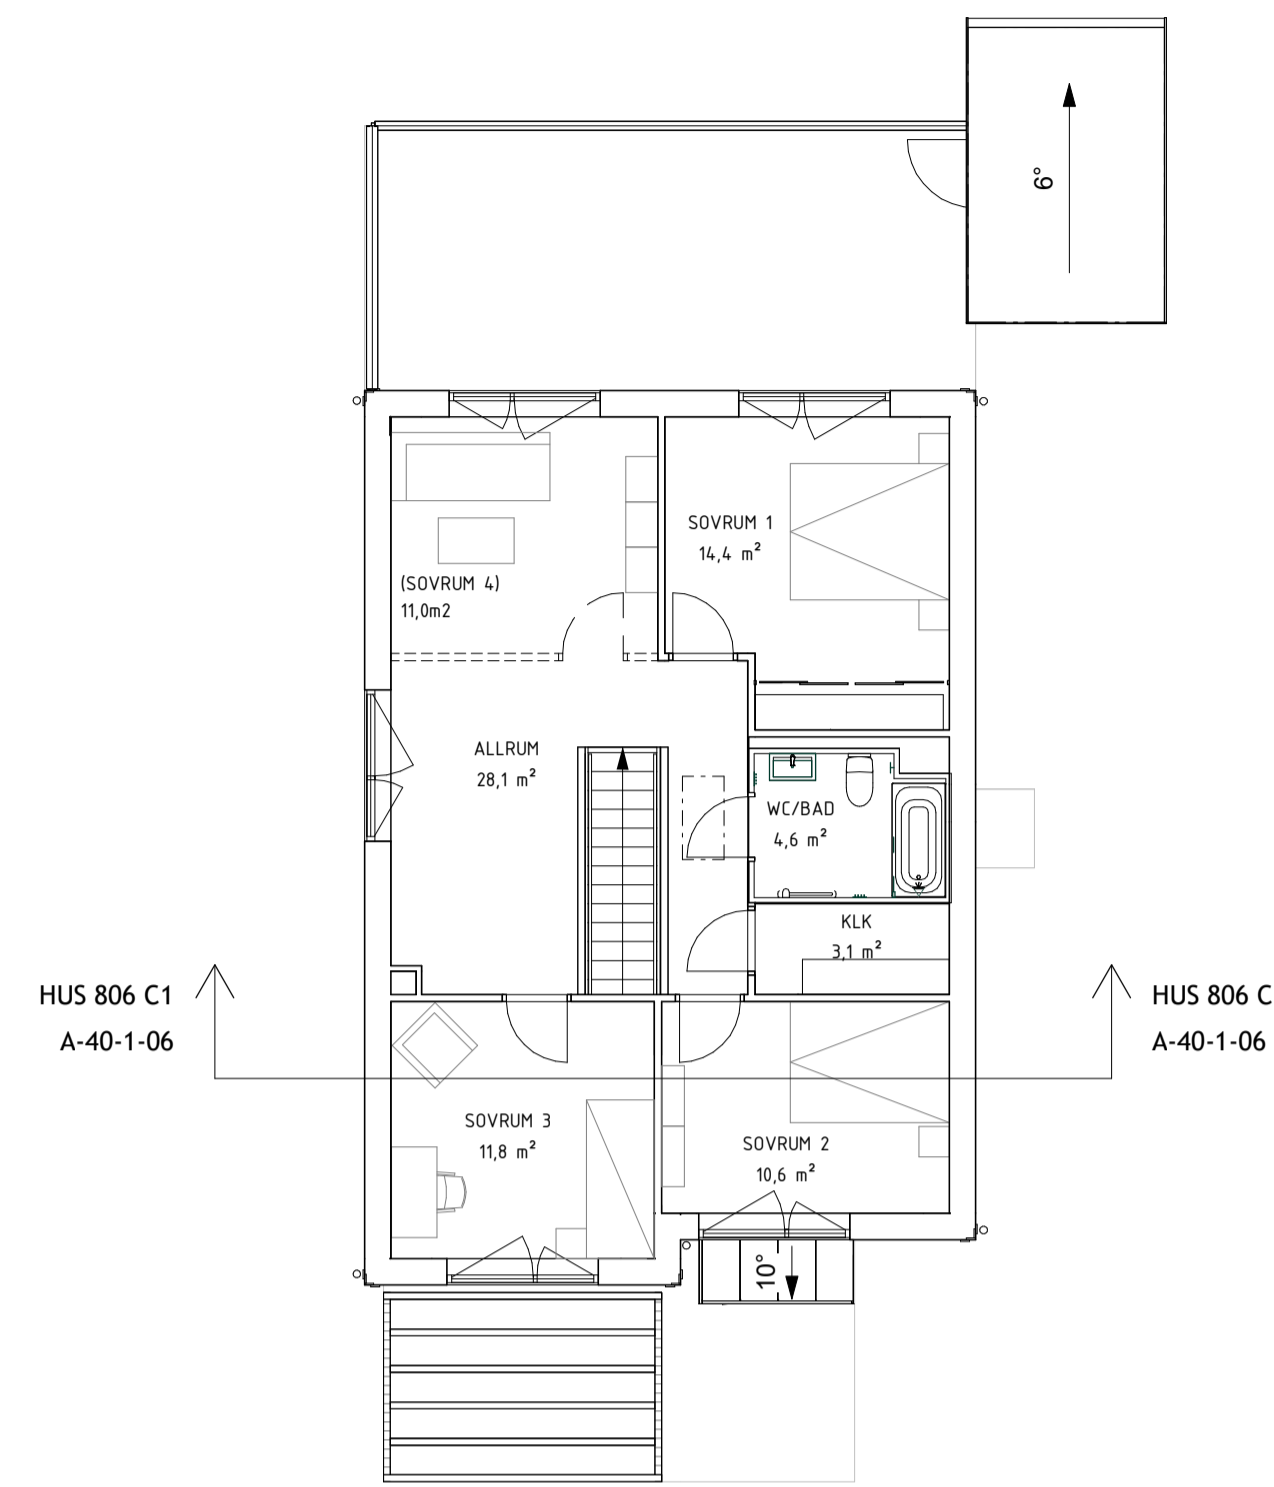 6°
SOVRUM 1
14,4 m²
(SOVRUM 4)
11,0m2
ALLRUM
28,1 m²
WC/BAD
4,6 m²
KLK
3,1 m²
HUS 806 C1
A-40-1-06
HUS 806 C
A-40-1-06
SOVRUM 3
11,8 m²
SOVRUM 2
10,6 m²
10°